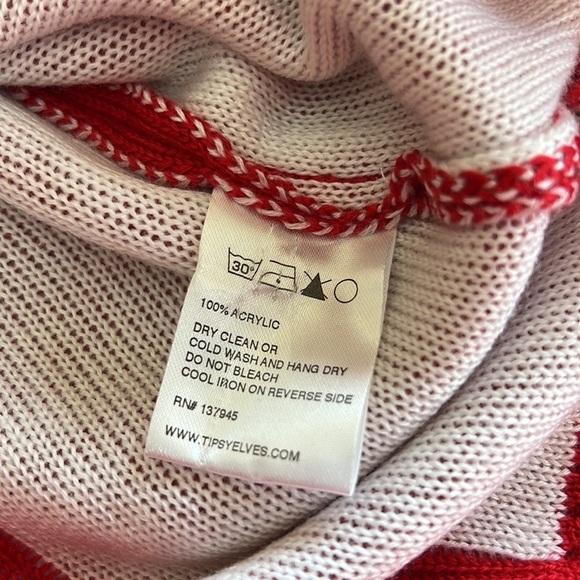 30°
100% ACRYLIC
DRY CLEAN OR
COLD WASH AND HANG DRY
DO NOT BLEACH
COOL IRON ON REVERSE SIDE
RN# 137945
WWW.TIPSYELVES.COM